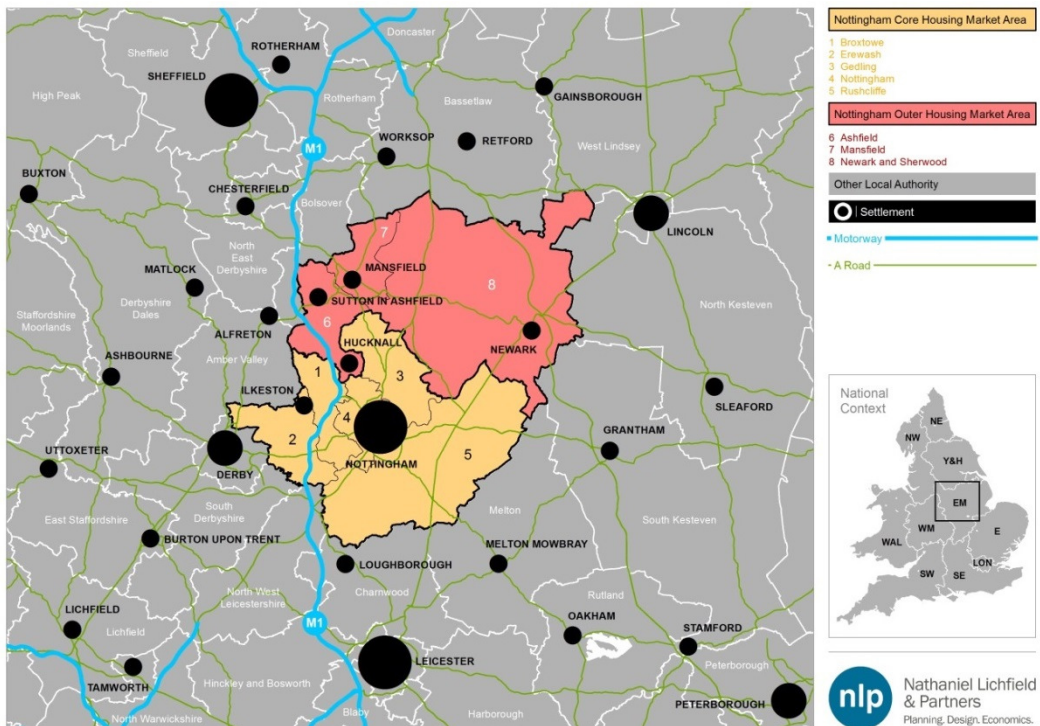 Doncaster
Sheffield
ROTHERHAM
SHEFFIELD
High Peak
Rotherham
Bassetlaw
GAINSBOROUGH
M1
WORKSOP
RETFORD
West Lindsey
BUXTON
CHESTERFIELD
Bolsover
LINCOLN
7
North
East
Derbyshire
MATLOCK
MANSFIELD
8
SUTTON IN ASHFIELD
Derbyshire
Dales
North Kesteven
Staffordshire
Moorlands
ALFRETON
6
HUCKNALL
NEWARK
ASHBOURNE
Amber Valley
1
3
ILKESTON
SLEAFORD
4
2
GRANTHAM
UTTOXETER
DERBY
NOTTINGHAM
5
East Staffordshire
South
Derbyshire
Melton
South Kesteven
BURTON UPON TRENT
MELTON MOWBRAY
LOUGHBOROUGH
North West
Leicestershire
Charnwood
Rutland
LICHFIELD
Lichfield
M1
OAKHAM
STAMFORD
LEICESTER
Peterborough
TAMWORTH
Hinckley and Bosworth
PETERBOROUGH
North Warwickshire
Blaby
Harborough
Nottingham Core Housing Market Area
1 Broxtowe
2 Erewash
3 Gedling
4 Nottingham
5 Rushcliffe
Nottingham Outer Housing Market Area
6 Ashfield
7 Mansfield
8 Newark and Sherwood
Other Local Authority
| Settlement
Motorway
A Road
National
Context
NE
NW
Y&H
EM
WM
E
WAL
LON
SW
SE
nlp
Nathaniel Lichfield
& Partners
Planning. Design. Economics.